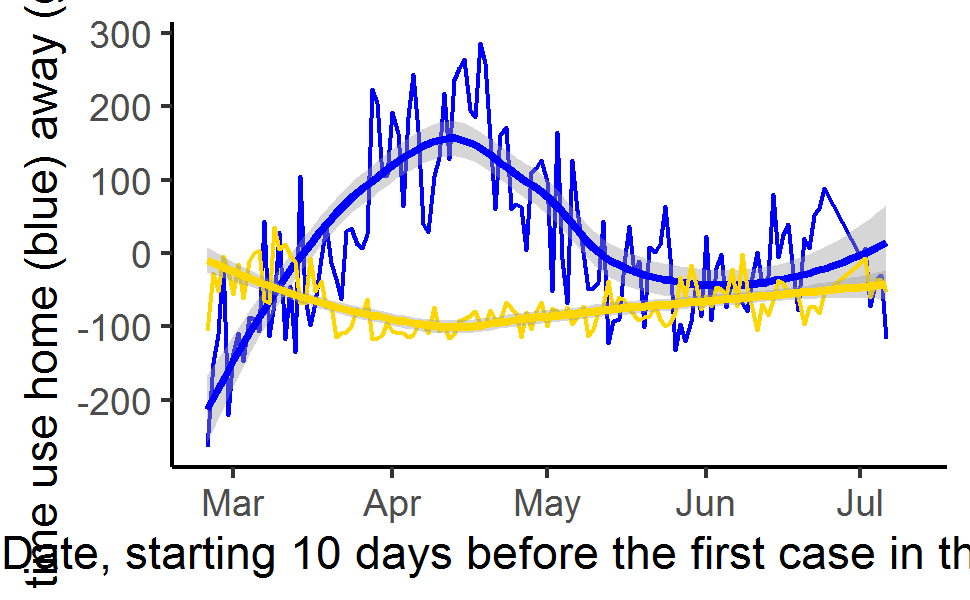 time use home (blue) away (g
300
200
100
0
-100
-200
Mar Apr May Jun Jul
Date, starting 10 days before the first case in th